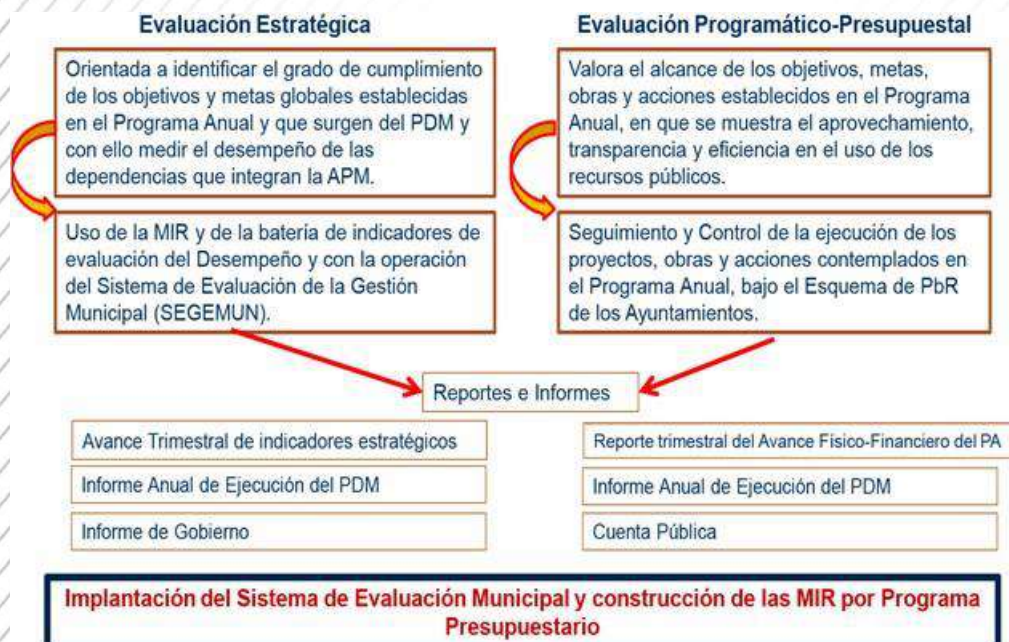 Evaluación Estratégica
Orientada a identificar el grado de cumplimiento
de los objetivos y metas globales establecidas
en el Programa Anual y que surgen del PDM y
con ello medir el desempeño de las
dependencias que integran la APM.
Uso de la MIR y de la batería de indicadores de
evaluación del Desempeño y con la operación
del Sistema de Evaluación de la Gestión
Municipal (SEGEMUN).
Evaluación Programático-Presupuestal
Valora el alcance de los objetivos, metas,
obras y acciones establecidos en el Programa
Anual, en que se muestra el aprovechamiento,
transparencia y eficiencia en el uso de los
recursos públicos.
Seguimiento y Control de la ejecución de los
proyectos, obras y acciones contemplados en
el Programa Anual, bajo el Esquema de PbR
de los Ayuntamientos.
Reportes e Informes
Avance Trimestral de indicadores estratégicos
Informe Anual de Ejecución del PDM
Informe de Gobierno
Reporte trimestral del Avance Físico-Financiero del PA
Informe Anual de Ejecución del PDM
Cuenta Pública
Implantación del Sistema de Evaluación Municipal y construcción de las MIR por Programa
Presupuestario